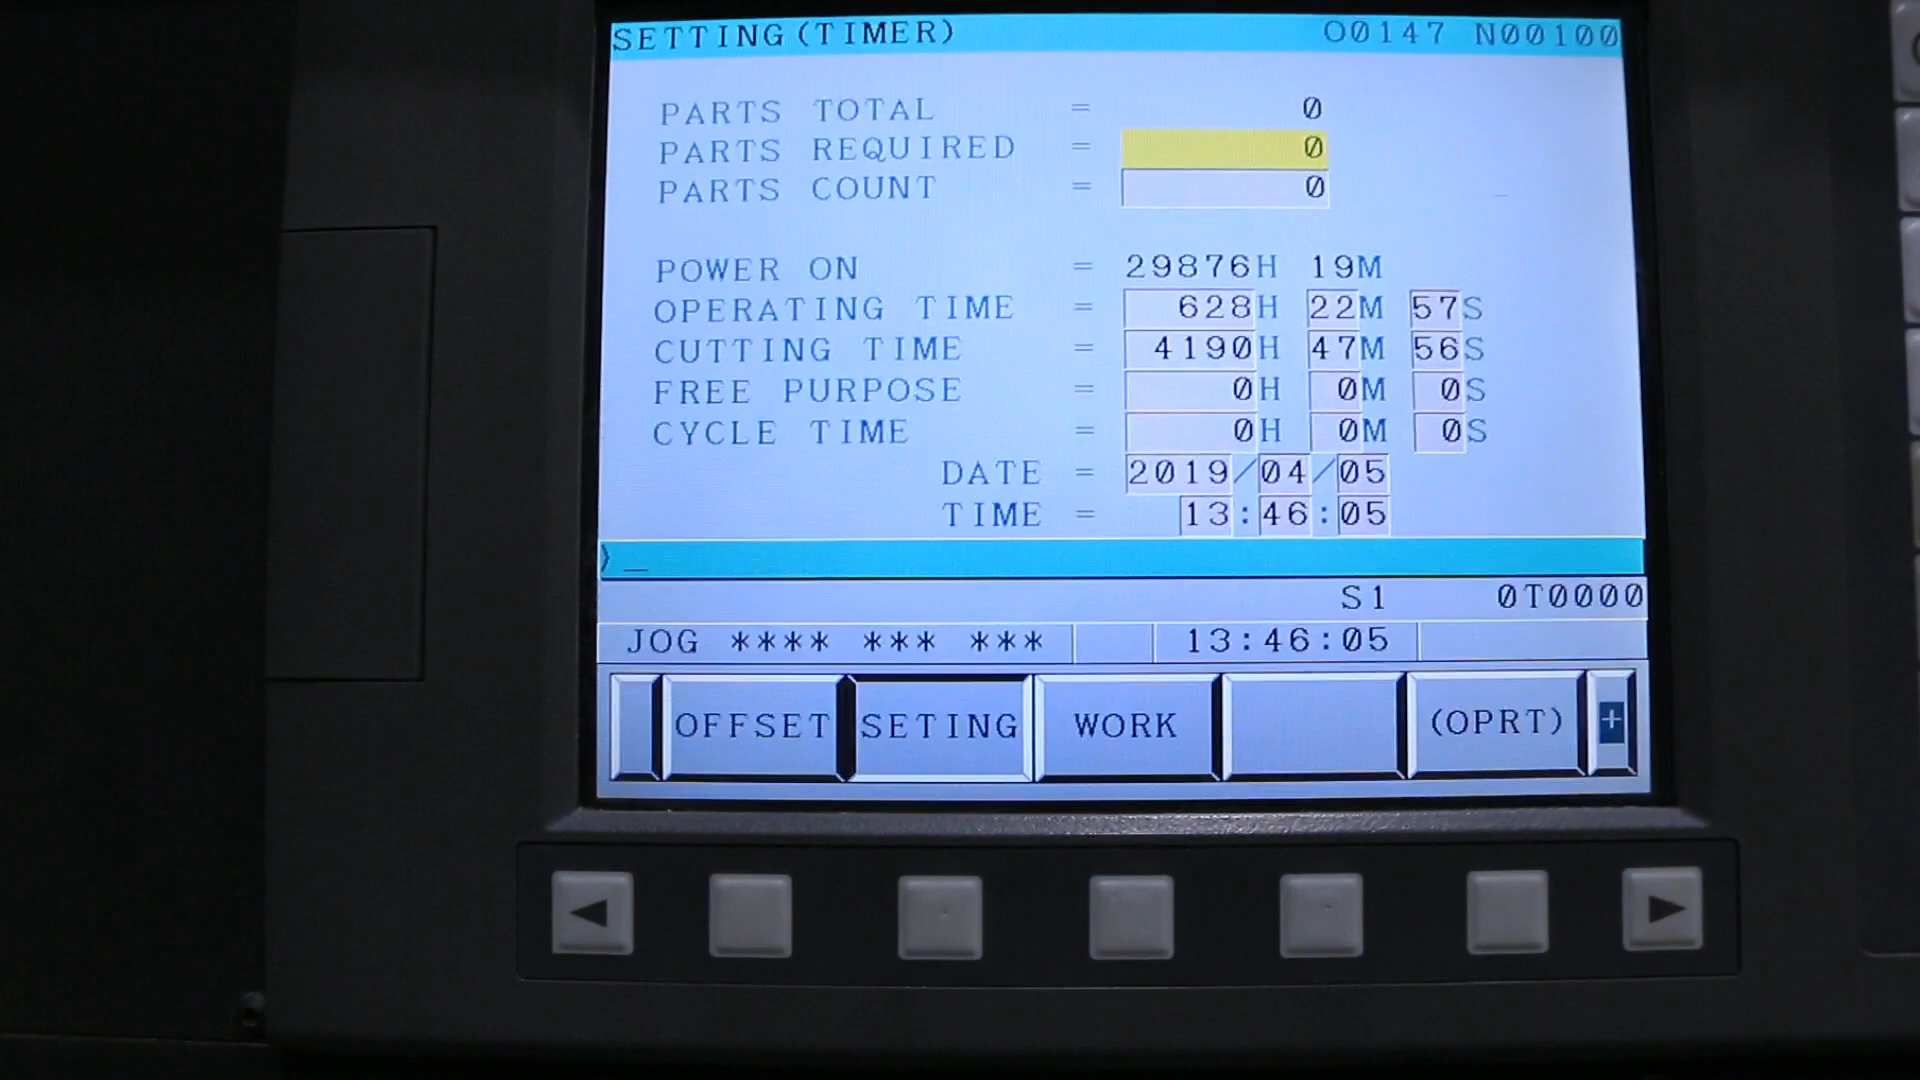 SETTING(TIMER) O0147 N00100
PARTS TOTAL = 0
PARTS REQUIRED = 0
PARTS COUNT = 0
POWER ON = 29876H 19M
OPERATING TIME = 628H 22M 57S
CUTTING TIME = 4190H 47M 56S
FREE PURPOSE = 0H 0M 0S
CYCLE TIME = 0H 0M 0S
DATE = 2019/04/05
TIME = 13:46:05
>_
S1 0T0000
JOG **** *** *** 13:46:05
OFFSET SETING WORK (OPRT) +